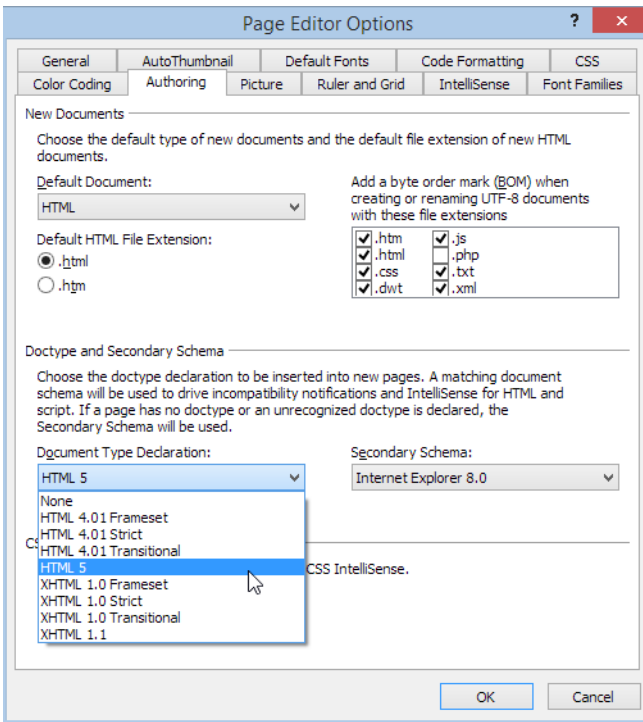 Page Editor Options
?
×
General AutoThumbnail Default Fonts Code Formatting CSS
Color Coding Authoring Picture Ruler and Grid IntelliSense Font Families
New Documents
Choose the default type of new documents and the default file extension of new HTML
documents.
Default Document:
HTML
Default HTML File Extension:
.html
.htm
Add a byte order mark (BOM) when
creating or renaming UTF-8 documents
with these file extensions
.htm .js
.html .php
.css .txt
.dwt .xml
Doctype and Secondary Schema
Choose the doctype declaration to be inserted into new pages. A matching document
schema will be used to drive incompatibility notifications and IntelliSense for HTML and
script. If a page has no doctype or an unrecognized doctype is declared, the
Secondary Schema will be used.
Document Type Declaration:
HTML 5
Secondary Schema:
Internet Explorer 8.0
None
HTML 4.01 Frameset
HTML 4.01 Strict
HTML 4.01 Transitional
HTML 5
XHTML 1.0 Frameset
XHTML 1.0 Strict
XHTML 1.0 Transitional
XHTML 1.1
CSS IntelliSense.
OK Cancel